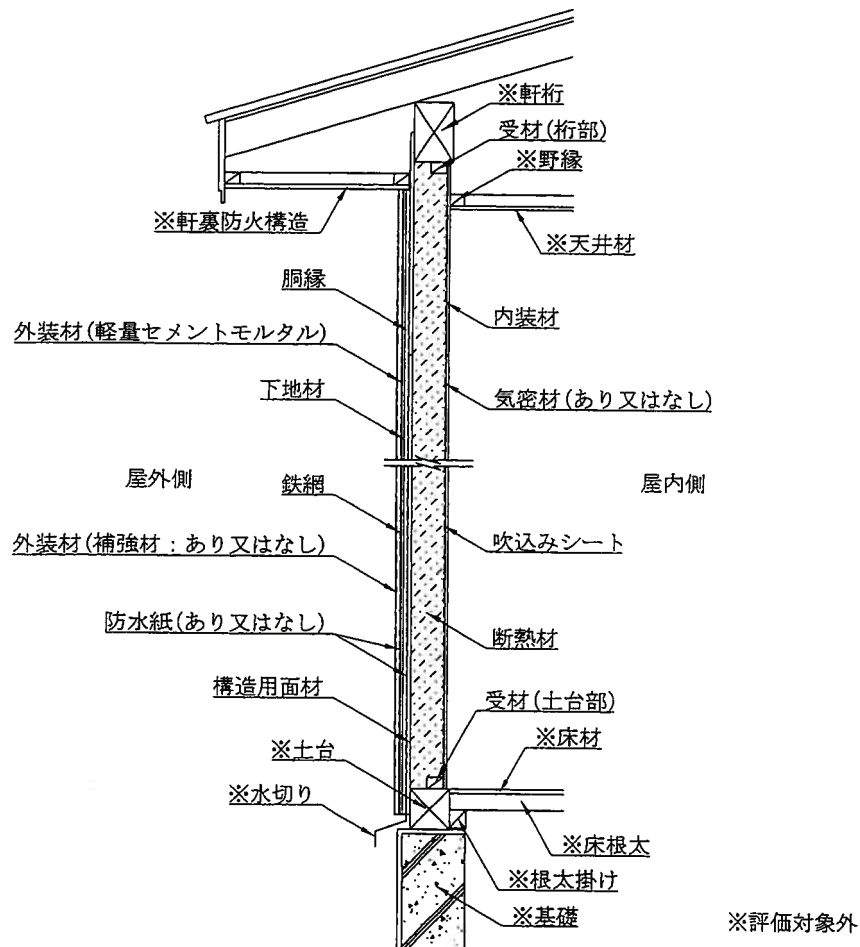 ※軒桁
受材(桁部)
※野縁
※軒裏防火構造
※天井材
胴縁
内装材
外装材(軽量セメントモルタル)
下地材
気密材(あり又はなし)
屋外側
鉄網
屋内側
外装材(補強材：あり又はなし)
吹込みシート
防水紙(あり又はなし)
断熱材
構造用面材
受材(土台部)
※土台
※床材
※水切り
※床根太
※根太掛け
※基礎
※評価対象外